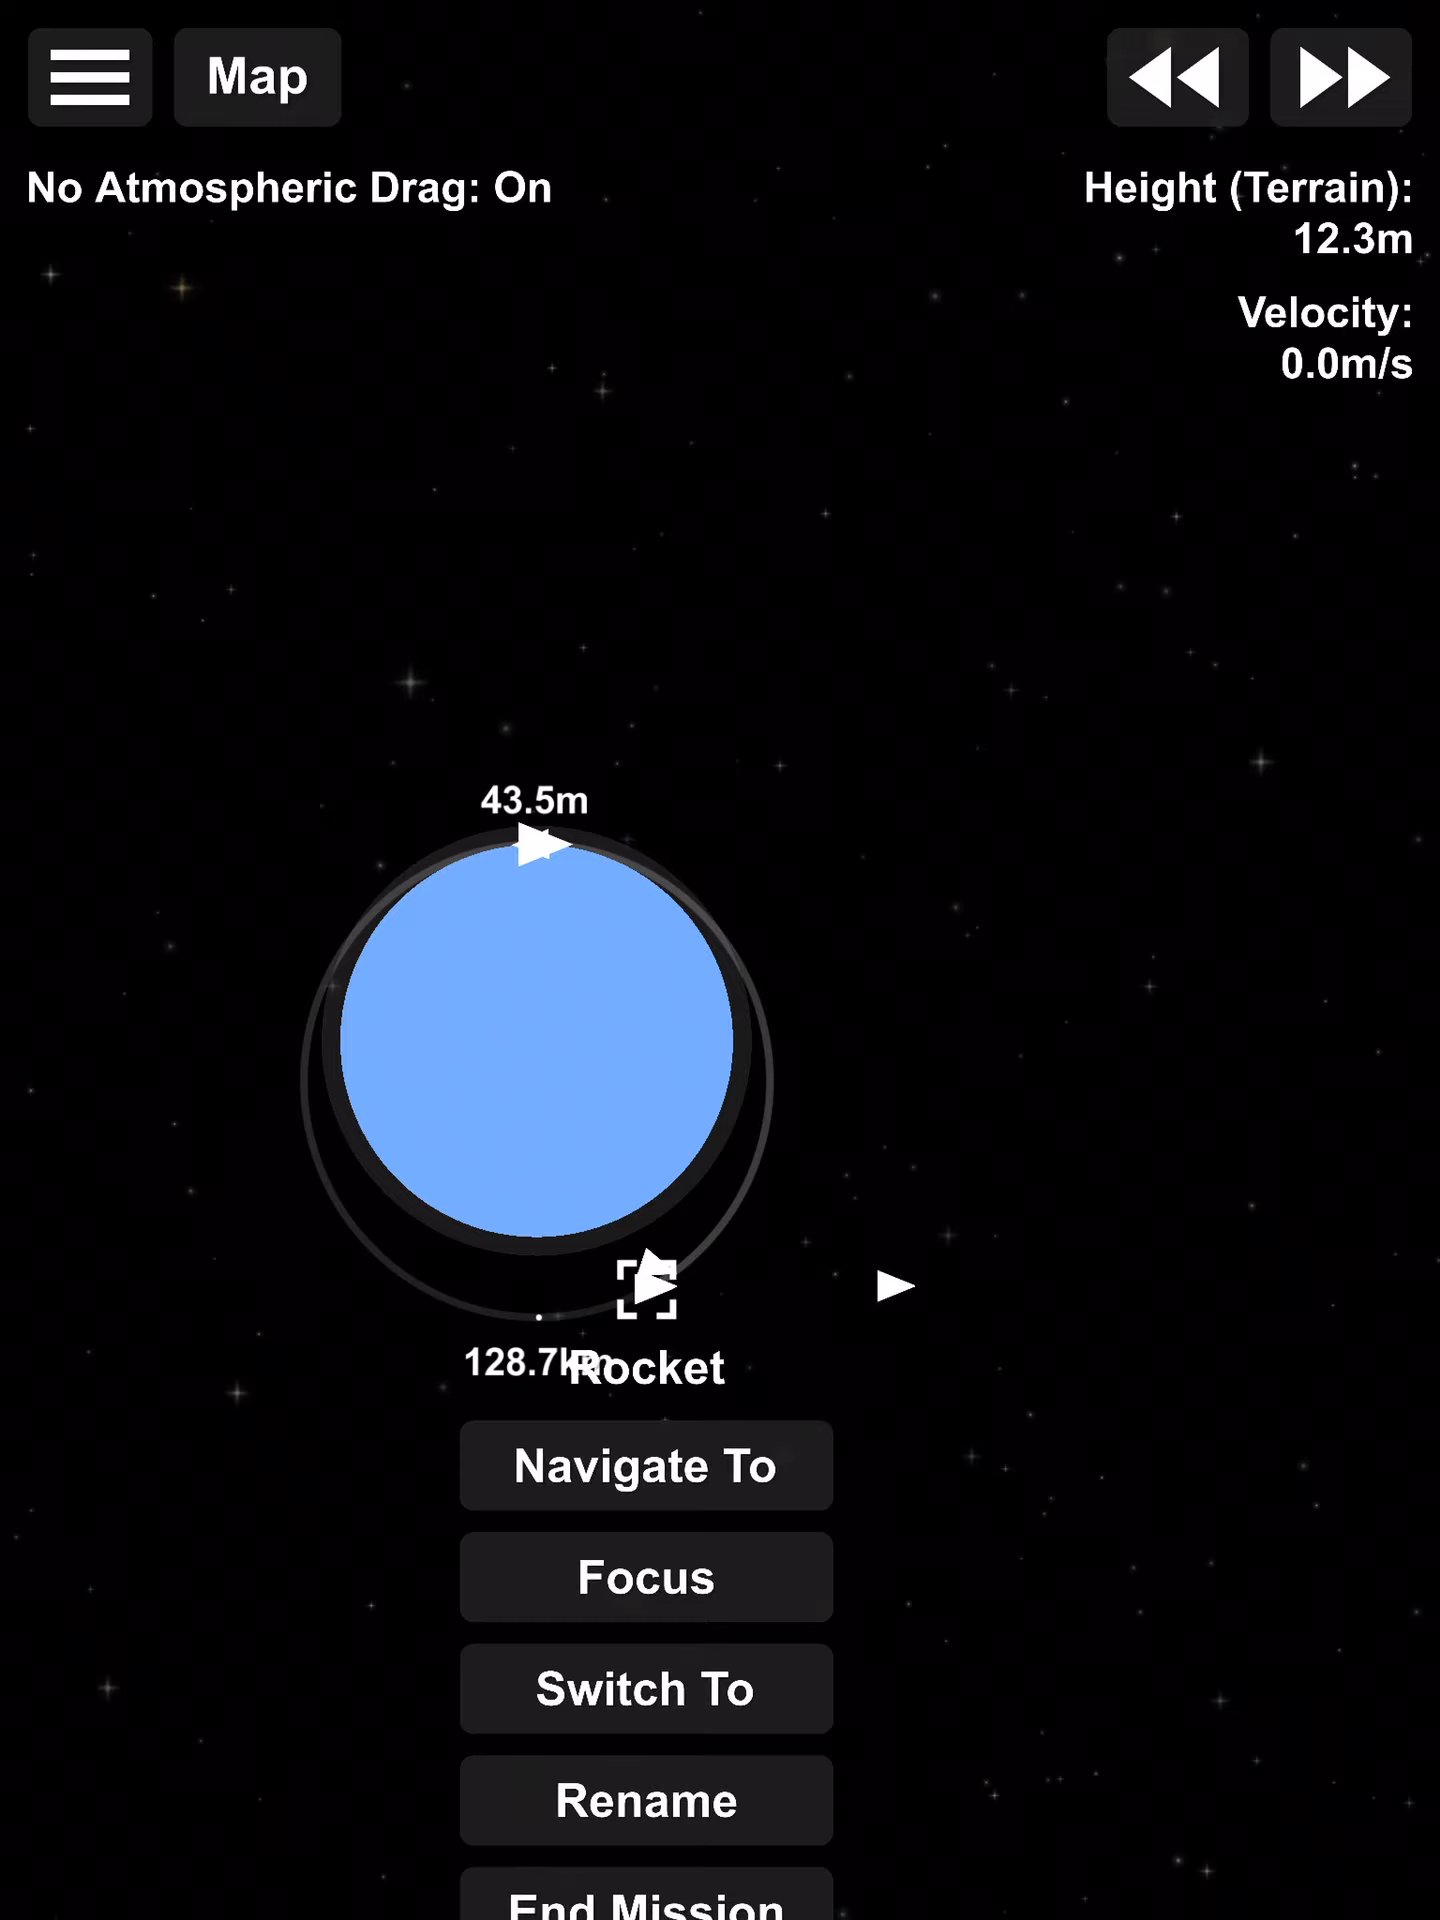 Map
No Atmospheric Drag: On
Height (Terrain):
12.3m
Velocity:
0.0m/s
43.5m
128.7km
Rocket
Navigate To
Focus
Switch To
Rename
End Mission